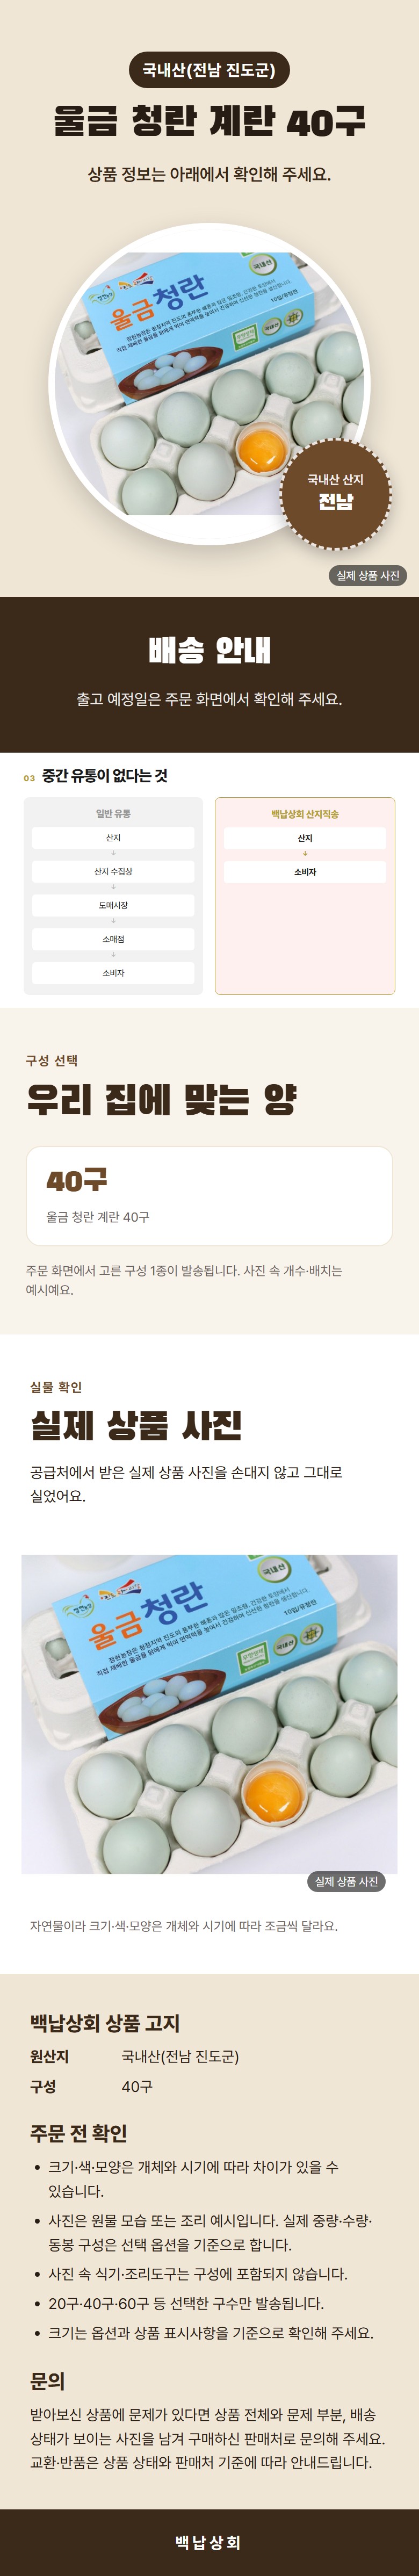 국내산(전남 진도군)
울금 청란 계란 40구
상품 정보는 아래에서 확인해 주세요.
국내산
울금청란
10입/유정란
국내산 산지
전남
실제 상품 사진
배송 안내
출고 예정일은 주문 화면에서 확인해 주세요.
03 중간 유통이 없다는 것
일반 유통
산지
↓
산지 수집상
↓
도매시장
↓
소매점
↓
소비자
백납상회 산지직송
산지
↓
소비자
구성 선택
우리 집에 맞는 양
40구
울금 청란 계란 40구
주문 화면에서 고른 구성 1종이 발송됩니다. 사진 속 개수·배치는
예시예요.
실물 확인
실제 상품 사진
공급처에서 받은 실제 상품 사진을 손대지 않고 그대로
실었어요.
국내산
울금청란
10입/유정란
국내산
실제 상품 사진
자연물이라 크기·색·모양은 개체와 시기에 따라 조금씩 달라요.
백납상회 상품 고지
원산지 국내산(전남 진도군)
구성 40구
주문 전 확인
• 크기·색·모양은 개체와 시기에 따라 차이가 있을 수
있습니다.
• 사진은 원물 모습 또는 조리 예시입니다. 실제 중량·수량·
동봉 구성은 선택 옵션을 기준으로 합니다.
• 사진 속 식기·조리도구는 구성에 포함되지 않습니다.
• 20구·40구·60구 등 선택한 구수만 발송됩니다.
• 크기는 옵션과 상품 표시사항을 기준으로 확인해 주세요.
문의
받아보신 상품에 문제가 있다면 상품 전체와 문제 부분, 배송
상태가 보이는 사진을 남겨 구매하신 판매처로 문의해 주세요.
교환·반품은 상품 상태와 판매처 기준에 따라 안내드립니다.
백납상회